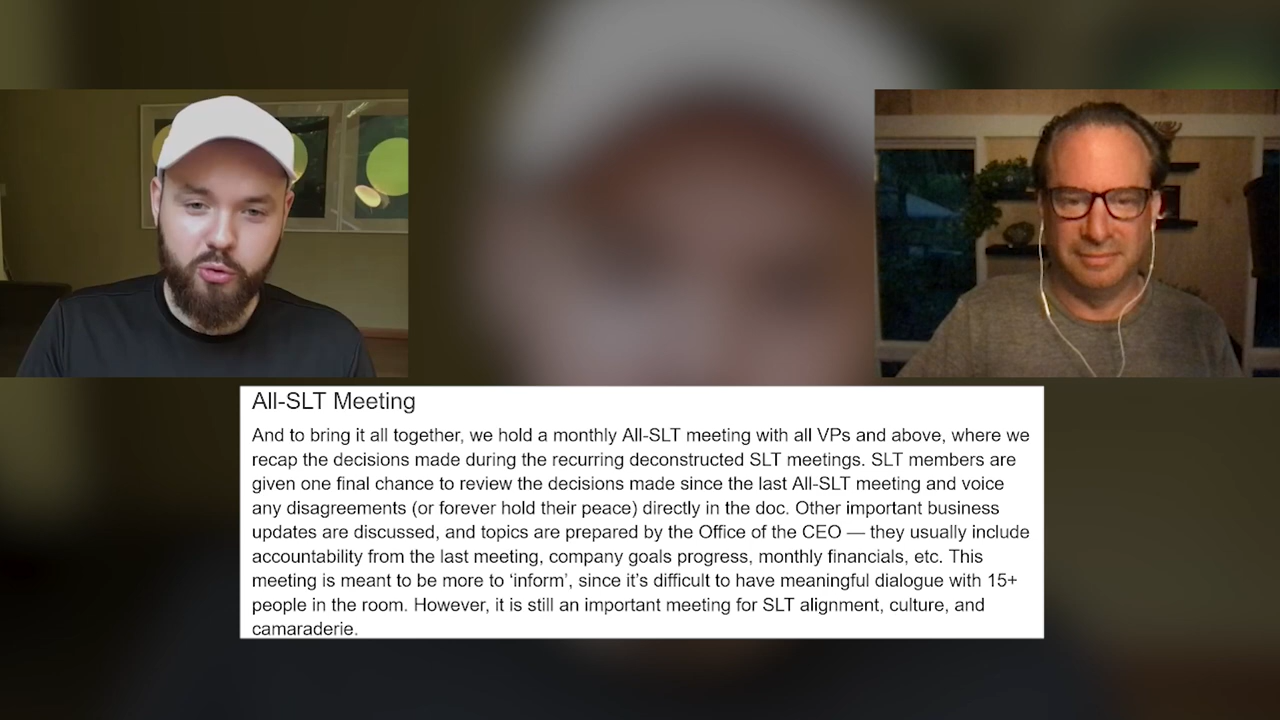 All-SLT Meeting
And to bring it all together, we hold a monthly All-SLT meeting with all VPs and above, where we
recap the decisions made during the recurring deconstructed SLT meetings. SLT members are
given one final chance to review the decisions made since the last All-SLT meeting and voice
any disagreements (or forever hold their peace) directly in the doc. Other important business
updates are discussed, and topics are prepared by the Office of the CEO — they usually include
accountability from the last meeting, company goals progress, monthly financials, etc. This
meeting is meant to be more to ‘inform’, since it’s difficult to have meaningful dialogue with 15+
people in the room. However, it is still an important meeting for SLT alignment, culture, and
camaraderie.